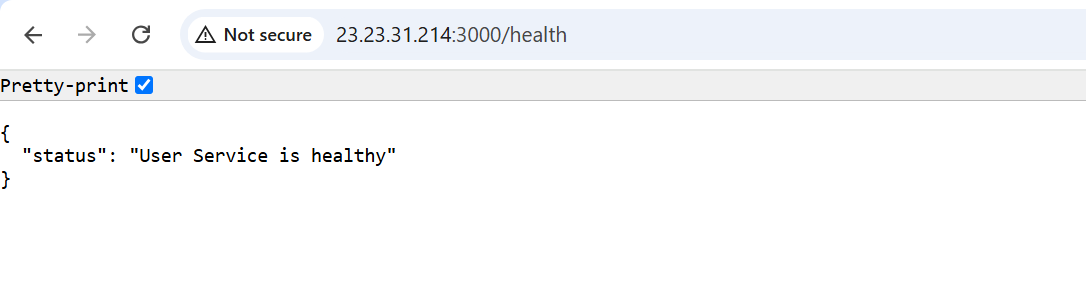 Not secure 23.23.31.214:3000/health
Pretty-print
{
"status": "User Service is healthy"
}